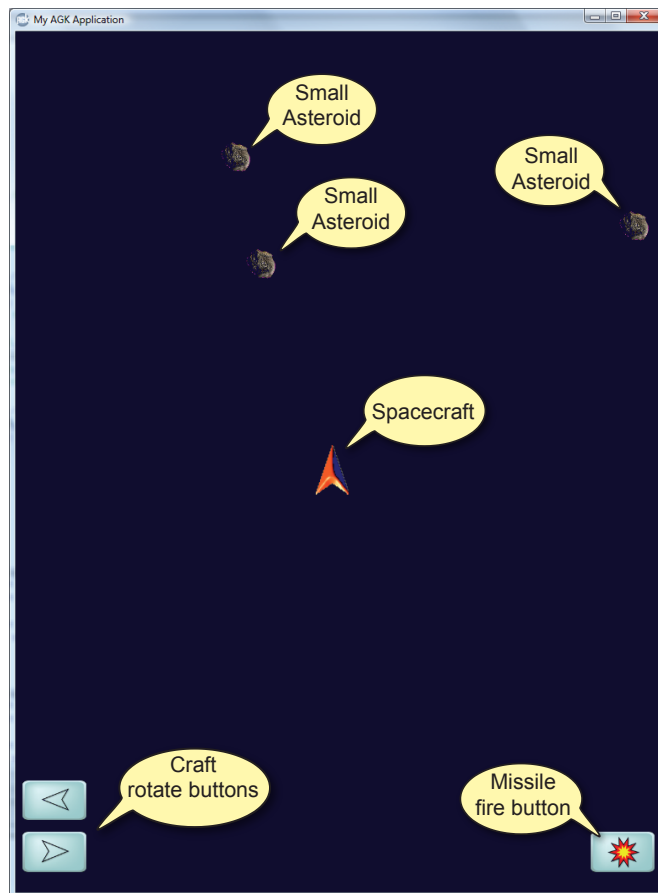 My AGK Application
Small
Asteroid
Small
Asteroid
Small
Asteroid
Spacecraft
Craft
rotate buttons
Missile
fire button